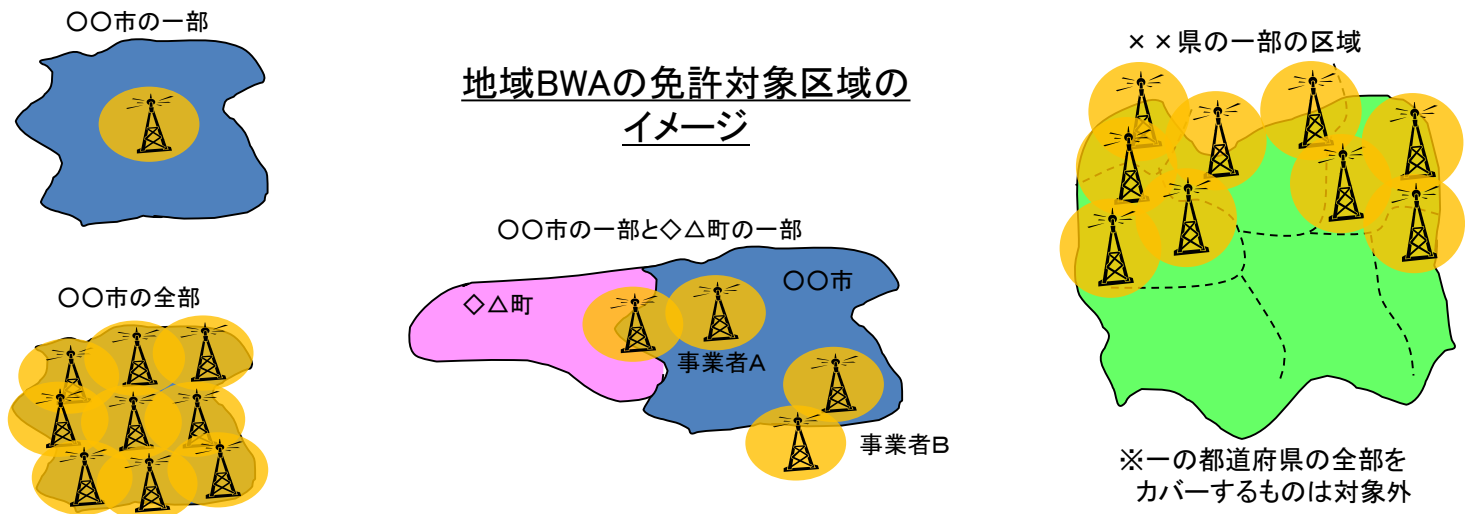 〇〇市の一部
地域BWAの免許対象区域の
イメージ
××県の一部の区域
〇〇市の一部と◇△町の一部
〇〇市
◇△町
〇〇市の全部
事業者A
事業者B
※一の都道府県の全部を
カバーするものは対象外